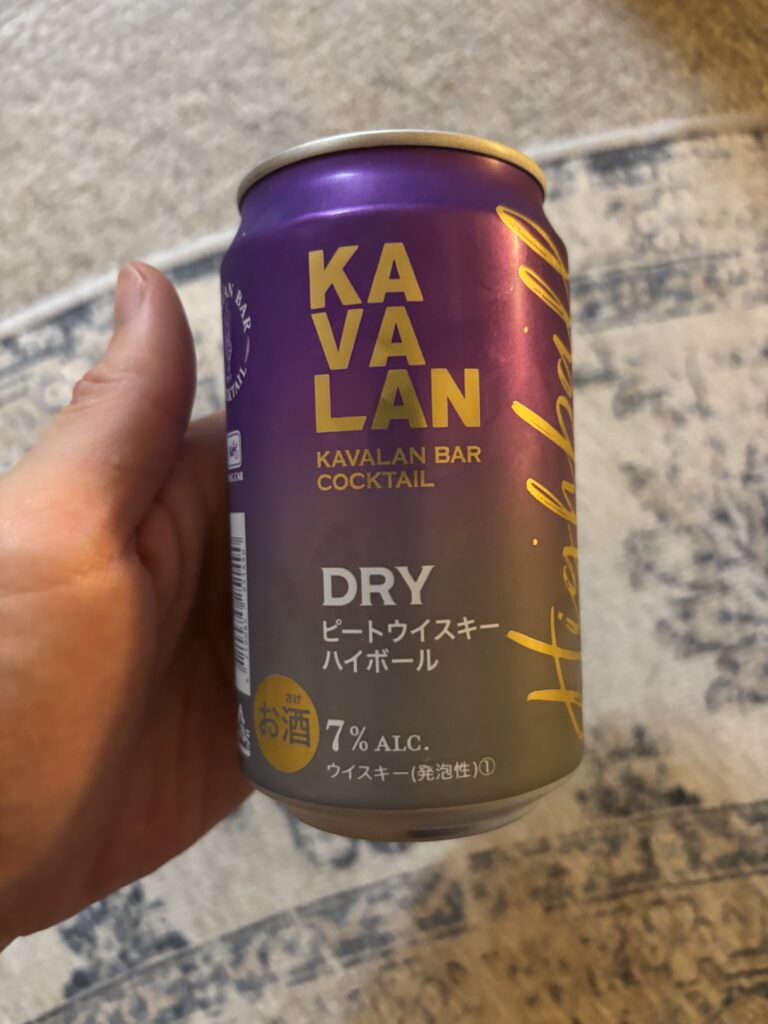 KA
VA
LAN
KAVALAN BAR
COCKTAIL
Highball
DRY
ピートウイスキー
ハイボール
さけ
お酒
7% ALC.
ウイスキー(発泡性)①
BAR